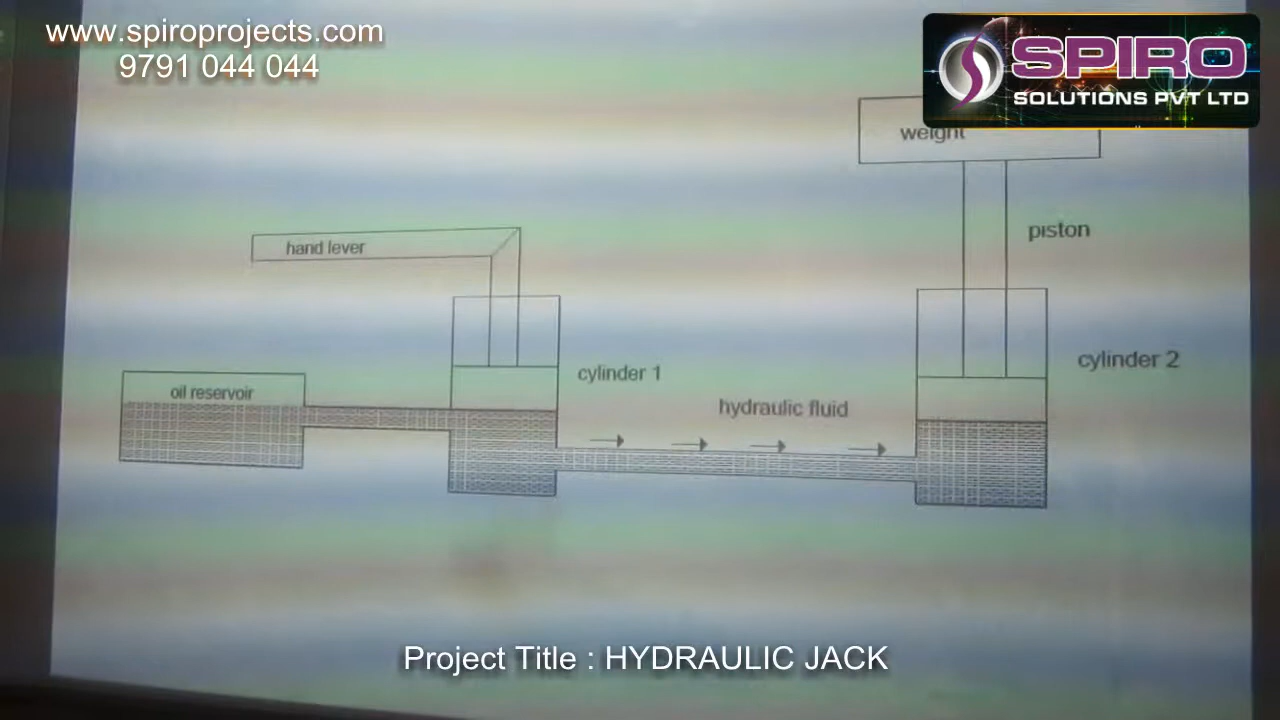 www.spiroprojects.com
9791 044 044
SPIRO
SOLUTIONS PVT LTD
weight
piston
hand lever
cylinder 2
cylinder 1
oil reservoir
hydraulic fluid
Project Title : HYDRAULIC JACK